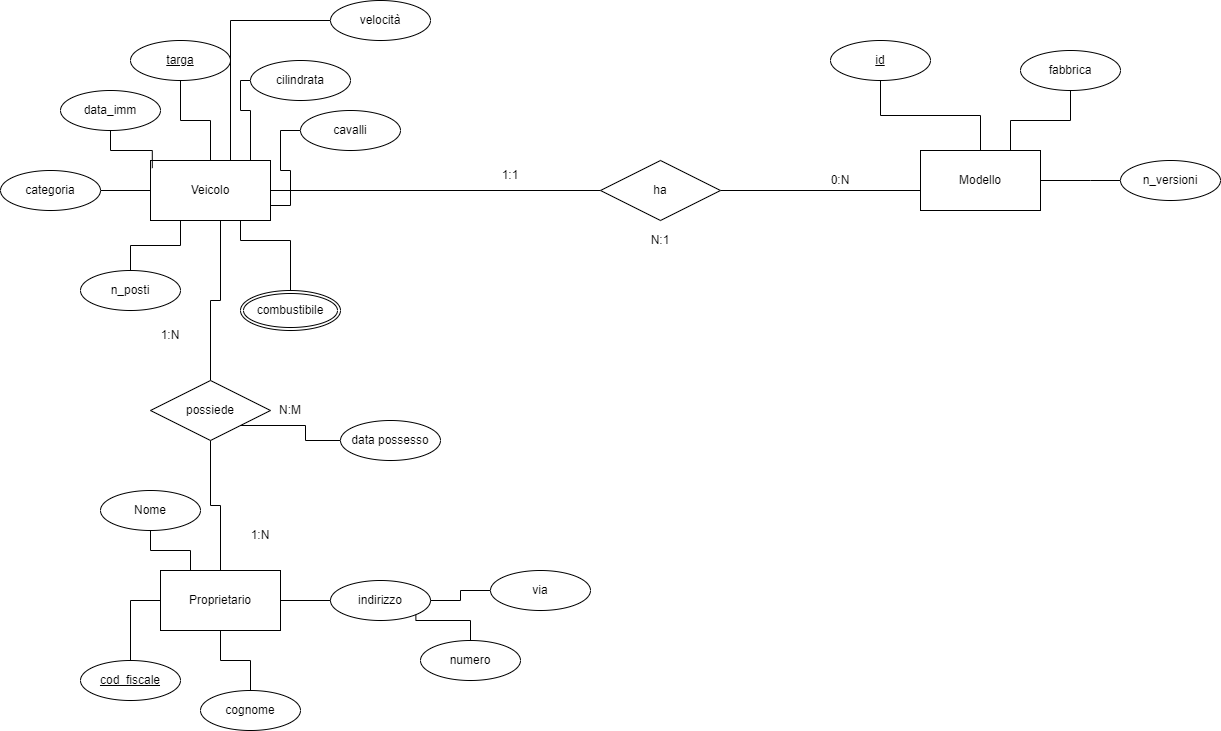 velocità
targa
id
fabbrica
cilindrata
data_imm
cavalli
1:1
0:N
categoria
Veicolo
ha
Modello
n_versioni
N:1
n_posti
combustibile
1:N
possiede
N:M
data possesso
Nome
1:N
Proprietario
indirizzo
via
numero
cod_fiscale
cognome